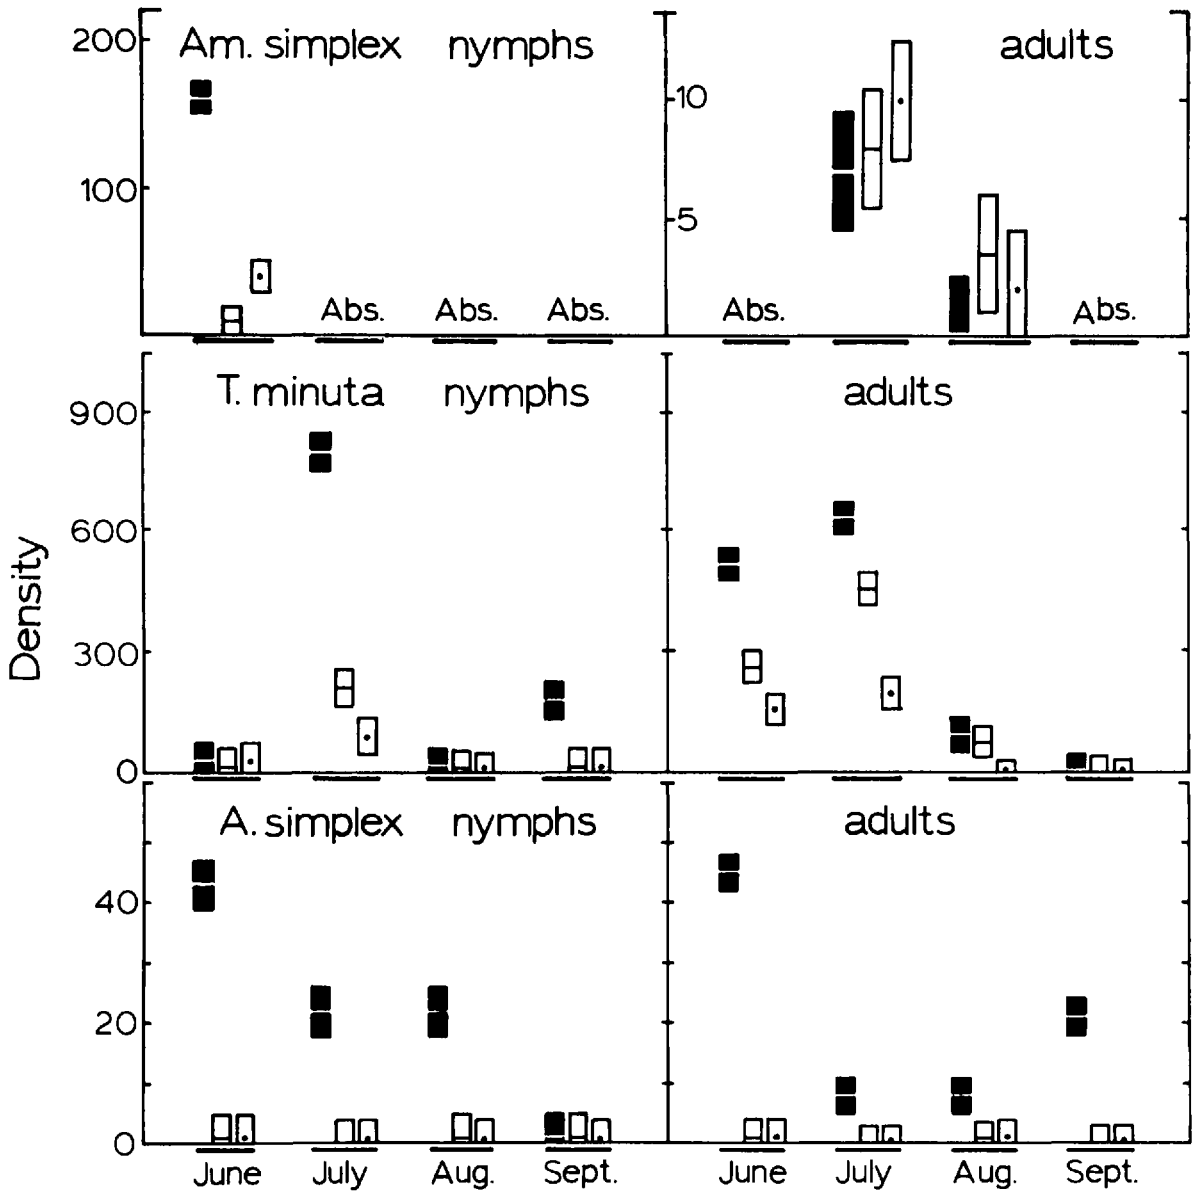 200 Am. simplex nymphs adults
10
100
5
Abs. Abs. Abs. Abs. Abs.
T. minuta nymphs adults
900
600
Density
300
0
A. simplex nymphs adults
40
20
0
June July Aug. Sept. June July Aug. Sept.